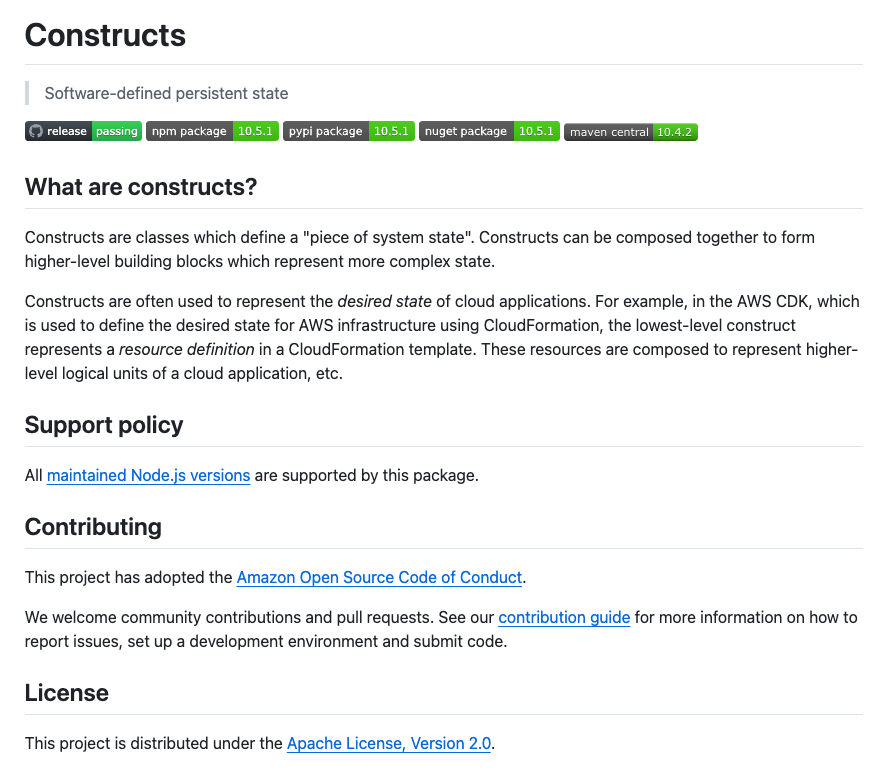 Constructs
Software-defined persistent state
release passing npm package 10.5.1 pypi package 10.5.1 nuget package 10.5.1 maven central 10.4.2
What are constructs?
Constructs are classes which define a "piece of system state". Constructs can be composed together to form
higher-level building blocks which represent more complex state.
Constructs are often used to represent the desired state of cloud applications. For example, in the AWS CDK, which
is used to define the desired state for AWS infrastructure using CloudFormation, the lowest-level construct
represents a resource definition in a CloudFormation template. These resources are composed to represent higher-
level logical units of a cloud application, etc.
Support policy
All maintained Node.js versions are supported by this package.
Contributing
This project has adopted the Amazon Open Source Code of Conduct.
We welcome community contributions and pull requests. See our contribution guide for more information on how to
report issues, set up a development environment and submit code.
License
This project is distributed under the Apache License, Version 2.0.